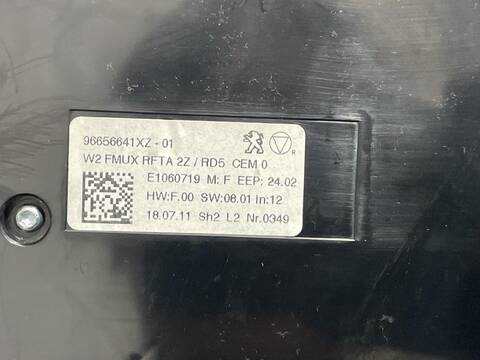 96656641XZ-01
W2 FMUX RFTA 2Z / RD5 CEM 0
E1060719 M: F EEP: 24.02
HW:F.00 SW:06.01 In:12
18.07.11 Sh2 L2 Nr.0349
R